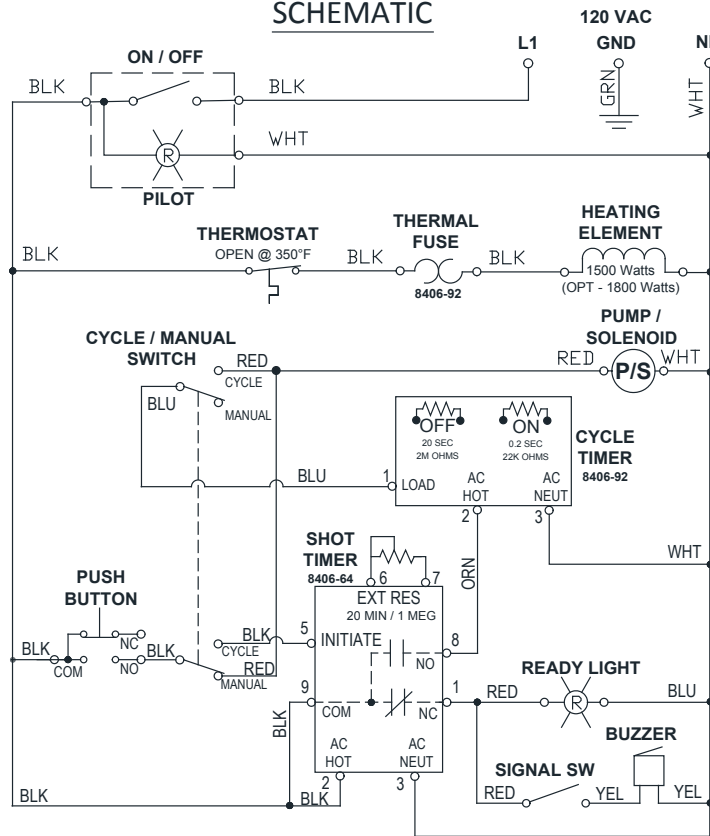 SCHEMATIC
120 VAC
L1
GND
ON / OFF
BLK
BLK
GRN
WHT
WHT
R
PILOT
THERMOSTAT
OPEN @ 350°F
THERMAL
FUSE
8406-92
HEATING
ELEMENT
BLK
BLK
BLK
1500 Watts
(OPT - 1800 Watts)
PUMP /
SOLENOID
CYCLE / MANUAL
SWITCH
RED
CYCLE
MANUAL
BLU
RED
P/S
WHT
OFF
20 SEC
2M OHMS
ON
0.2 SEC
22K OHMS
CYCLE
TIMER
8406-92
BLU
1
LOAD
AC
HOT
AC
NEUT
2
3
ORN
WHT
SHOT
TIMER
8406-64
6
7
EXT RES
20 MIN / 1 MEG
PUSH
BUTTON
BLK
COM
NC
NO
BLK
BLK
CYCLE
RED
MANUAL
5
INITIATE
8
NO
9
COM
1
NC
BLK
AC
HOT
AC
NEUT
2
3
BLK
BLK
READY LIGHT
RED
R
BLU
BUZZER
SIGNAL SW
RED
YEL
YEL